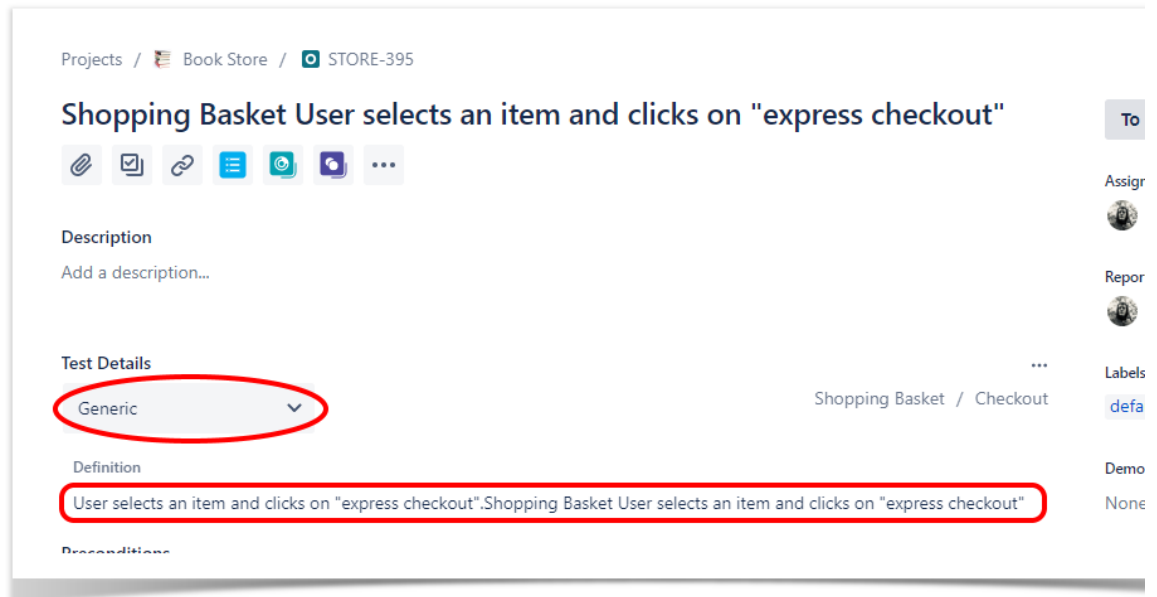 Projects / Book Store / STORE-395
Shopping Basket User selects an item and clicks on "express checkout"
To
Assign
Description
Add a description...
Repor
Test Details
Labels
Generic
Shopping Basket / Checkout
defa
Definition
Demo
User selects an item and clicks on "express checkout".Shopping Basket User selects an item and clicks on "express checkout"
None
Preconditions